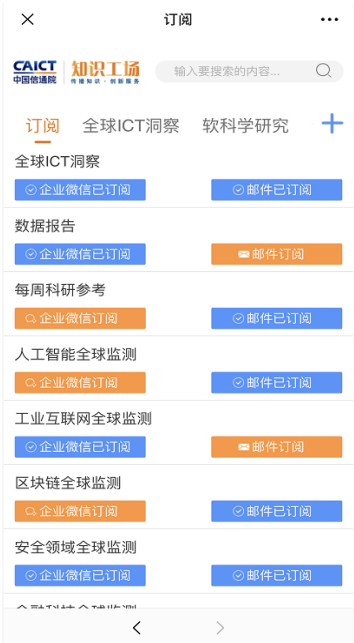 订阅
CAICT
中国信通院
知识工场
传播知识·创新服务
输入要搜索的内容...
订阅 全球ICT洞察 软科学研究
全球ICT洞察
企业微信已订阅 邮件已订阅
数据报告
企业微信已订阅 邮件订阅
每周科研参考
企业微信订阅 邮件已订阅
人工智能全球监测
企业微信订阅 邮件已订阅
工业互联网全球监测
企业微信已订阅 邮件订阅
区块链全球监测
企业微信订阅 邮件已订阅
安全领域全球监测
企业微信已订阅 邮件已订阅
金融科技全球监测